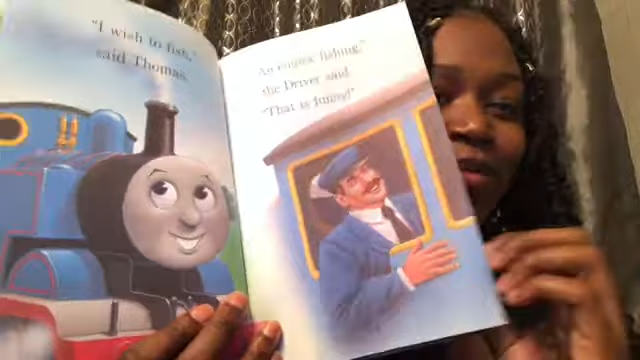 "I wish to fish,"
said Thomas.
"An engine fishing,"
the Driver said.
"That is funny!"